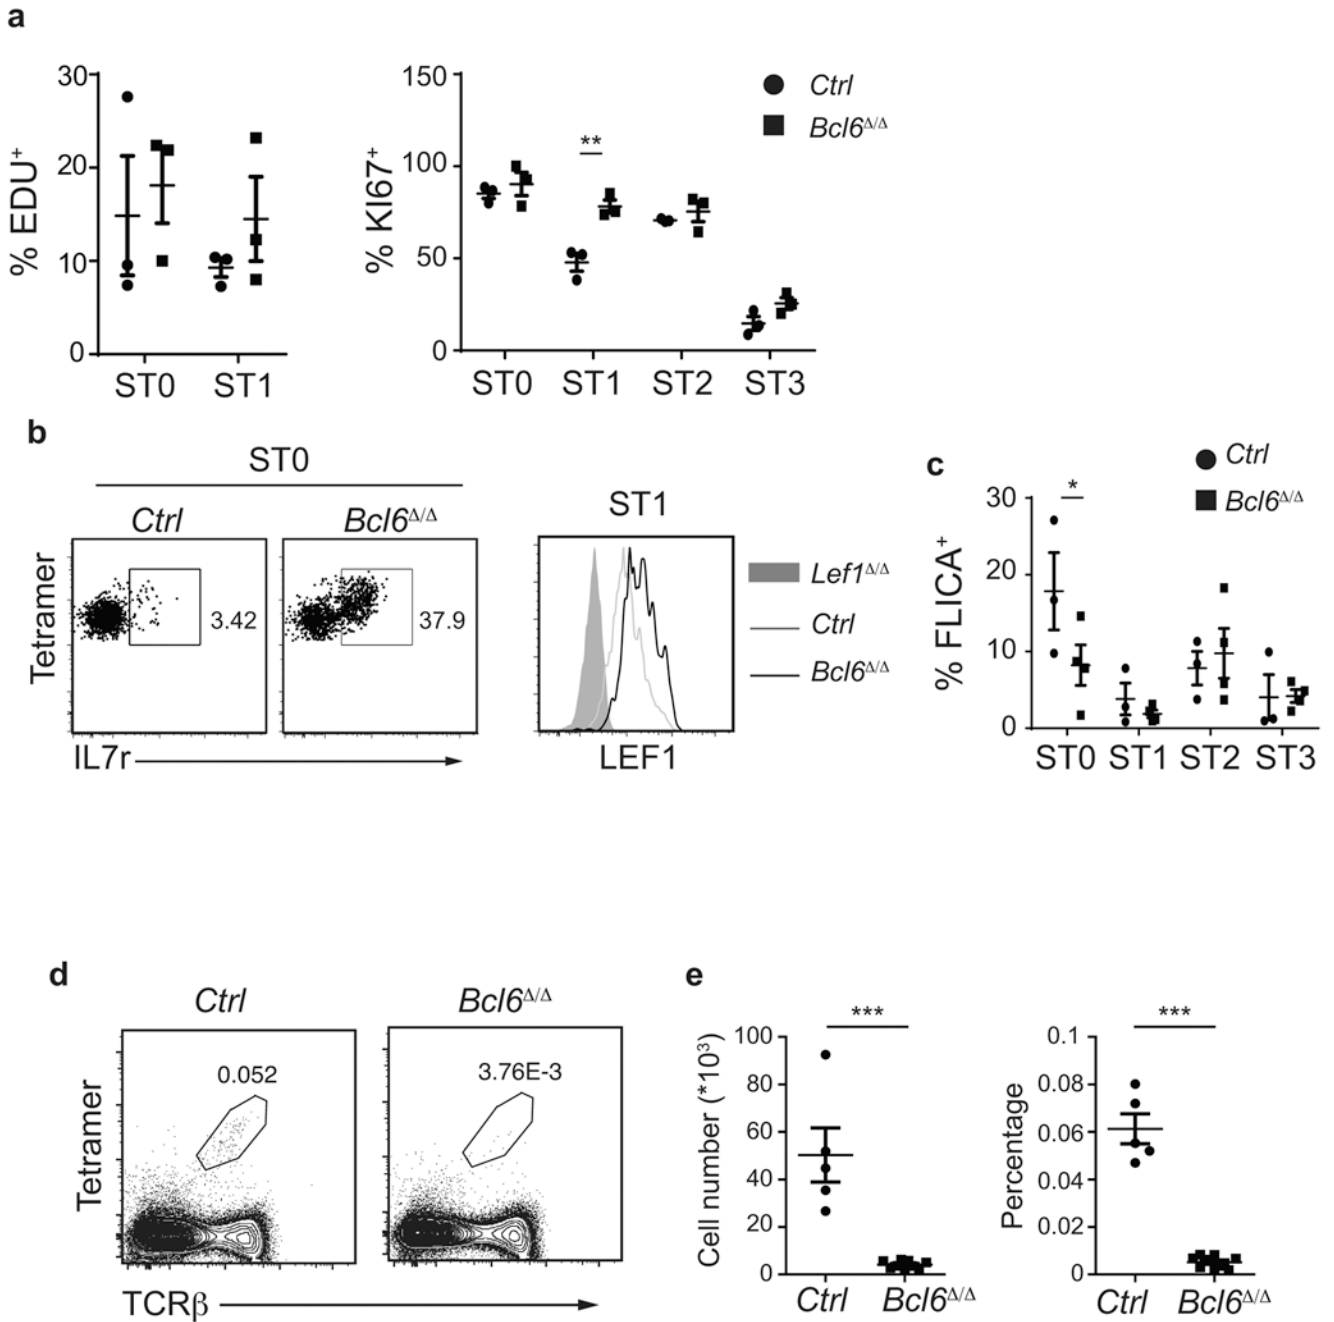 a
% EDU+
30
20
10
0
ST0 ST1
% KI67+
150
100
50
0
**
ST0 ST1 ST2 ST3
Ctrl
Bcl6Δ/Δ
b
ST0
Ctrl Bcl6Δ/Δ
Tetramer
3.42
37.9
IL7r
ST1
LEF1
Lef1Δ/Δ
Ctrl
Bcl6Δ/Δ
c
Ctrl
Bcl6Δ/Δ
% FLICA+
30
20
10
0
*
ST0 ST1 ST2 ST3
d
Ctrl Bcl6Δ/Δ
Tetramer
0.052
3.76E-3
TCRβ
e
Cell number (*10³)
100
80
60
40
20
0
***
Ctrl Bcl6Δ/Δ
Percentage
0.1
0.08
0.06
0.04
0.02
0
***
Ctrl Bcl6Δ/Δ